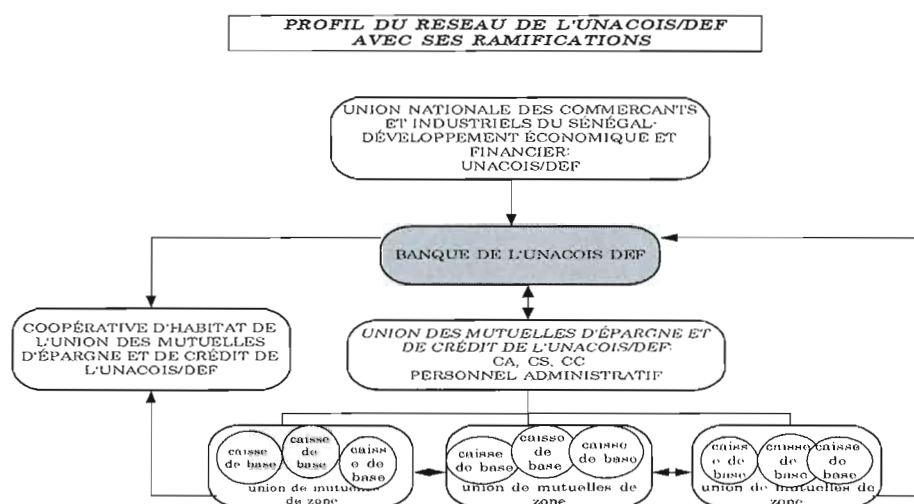 PROFIL DU RESEAU DE L'UNACOIS/DEF
AVEC SES RAMIFICATIONS
UNION NATIONALE DES COMMERCANTS
ET INDUSTRIELS DU SÉNÉGAL-
DÉVELOPPEMENT ÉCONOMIQUE ET
FINANCIER:
UNACOIS/DEF
BANQUE DE L'UNACOIS DEF
COOPÉRATIVE D'HABITAT DE
L'UNION DES MUTUELLES
D'ÉPARGNE ET DE CRÉDIT DE
L'UNACOIS/DEF
UNION DES MUTUELLES D'ÉPARGNE ET
DE CRÉDIT DE L'UNACOIS/DEF:
CA, CS, CC
PERSONNEL ADMINISTRATIF
caisse
de base
caisse
de
base
caiss
e de
base
union de mutuelles
de zone
caisse
de base
caisse
de
base
caisse
de base
union de mutuelles de
zone
caiss
e de
base
caisse
de
base
caisse
de
base
union de mutuelles de
zone